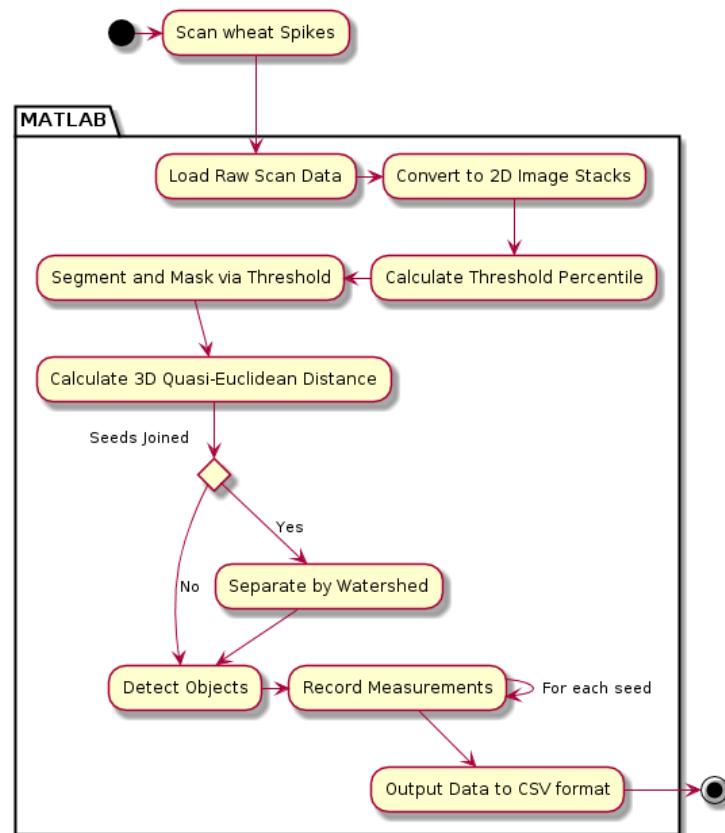 Scan wheat Spikes
MATLAB
Load Raw Scan Data
Convert to 2D Image Stacks
Segment and Mask via Threshold
Calculate Threshold Percentile
Calculate 3D Quasi-Euclidean Distance
Seeds Joined
Yes
No
Separate by Watershed
Detect Objects
Record Measurements
For each seed
Output Data to CSV format